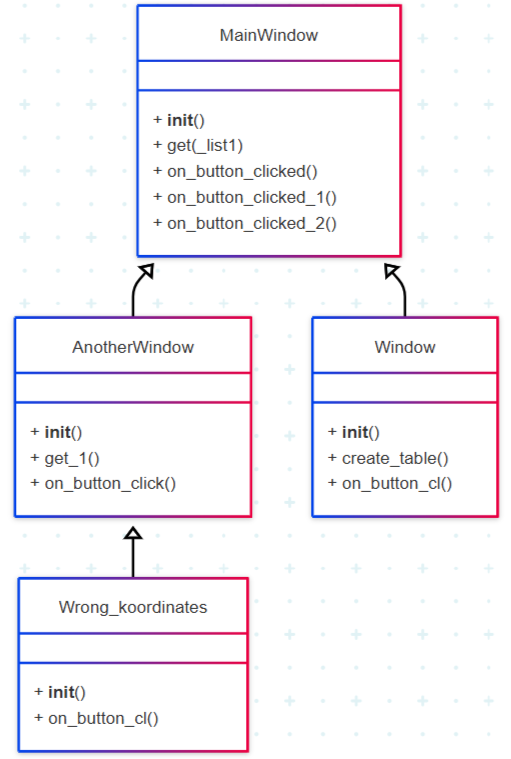 MainWindow
+ init()
+ get(_list1)
+ on_button_clicked()
+ on_button_clicked_1()
+ on_button_clicked_2()
AnotherWindow
+ init()
+ get_1()
+ on_button_click()
Window
+ init()
+ create_table()
+ on_button_cl()
Wrong_koordinates
+ init()
+ on_button_cl()